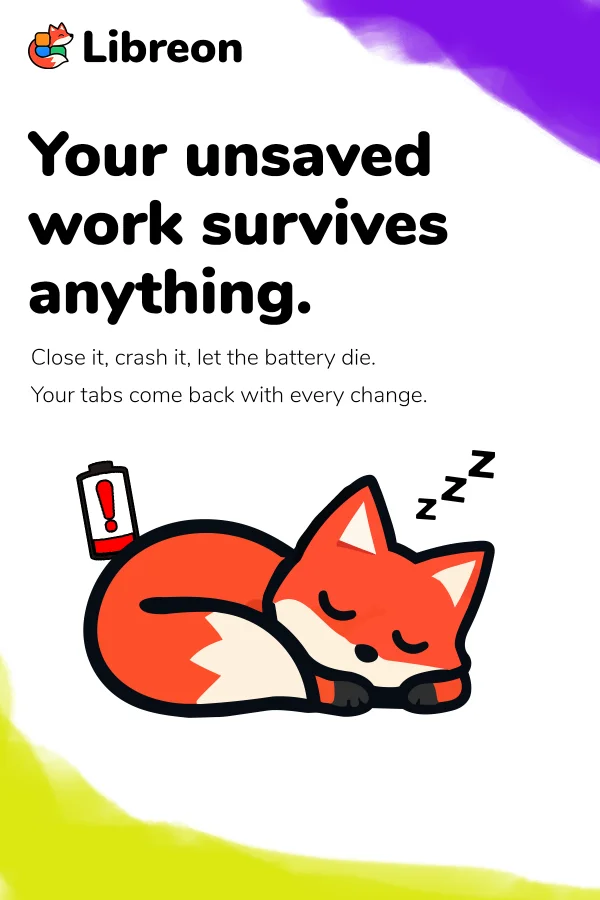 Libreon
Your unsaved
work survives
anything.
Close it, crash it, let the battery die.
Your tabs come back with every change.
z z z